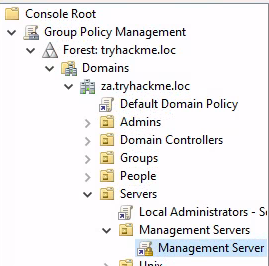 Console Root
Group Policy Management
Forest: tryhackme.loc
Domains
za.tryhackme.loc
Default Domain Policy
Admins
Domain Controllers
Groups
People
Servers
Local Administrators -
Management Servers
Management Server
Unix